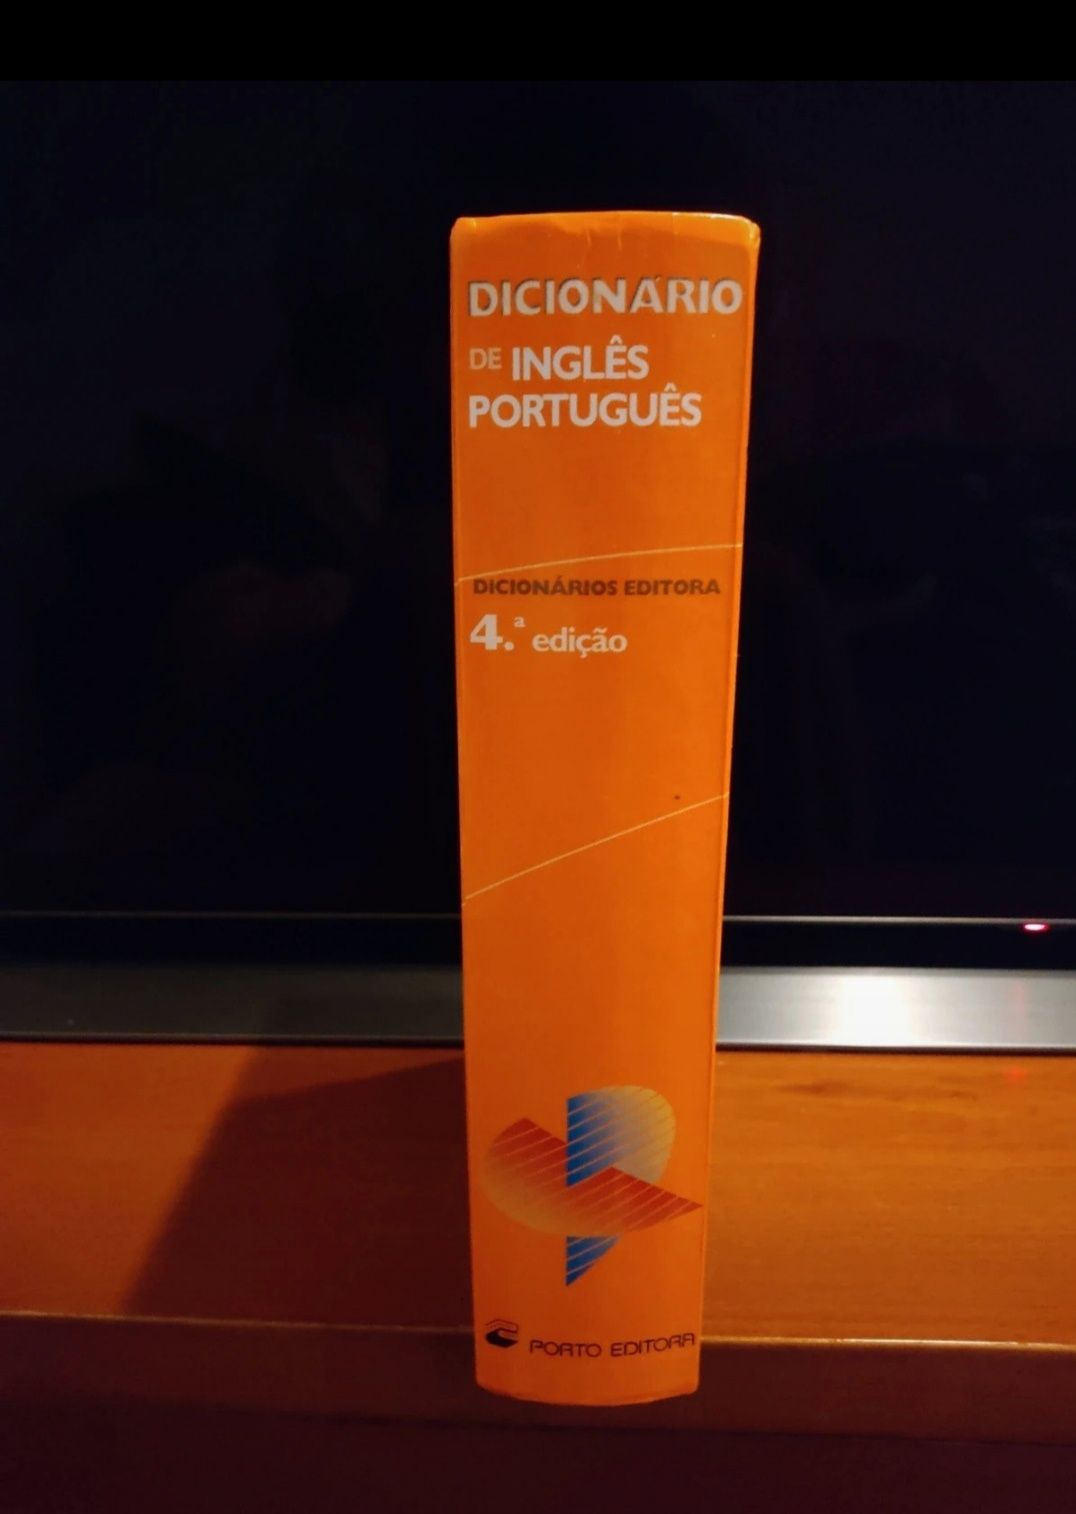 DICIONÁRIO
DE INGLÊS
PORTUGUÊS
DICIONÁRIOS EDITORA
4.ª edição
PORTO EDITORA